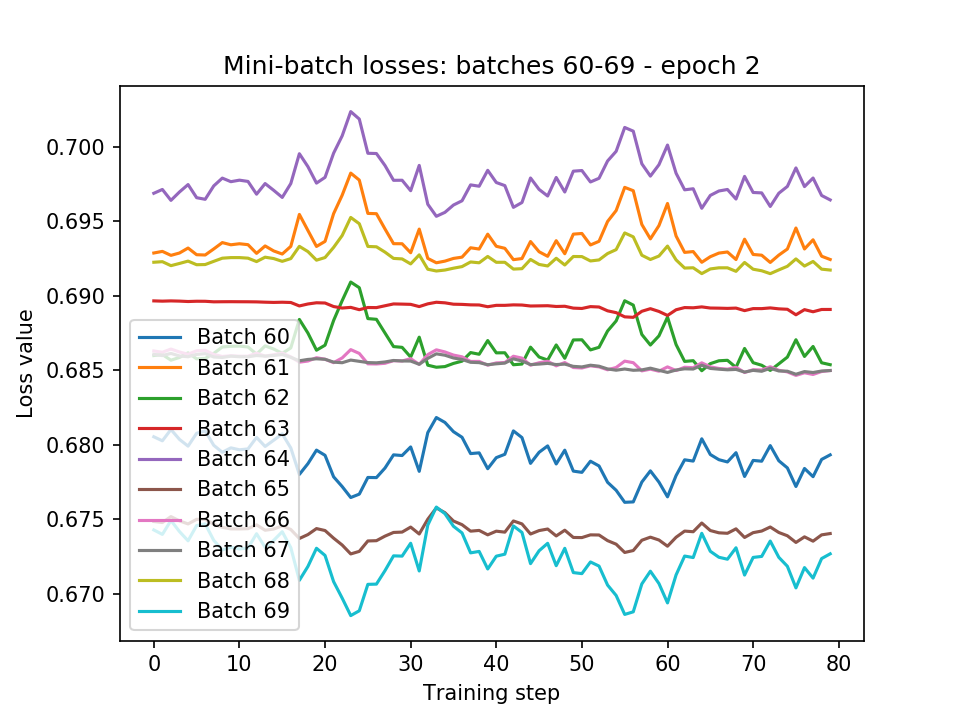 Mini-batch losses: batches 60-69 - epoch 2
Loss value
0.700
0.695
0.690
0.685
0.680
0.675
0.670
Batch 60
Batch 61
Batch 62
Batch 63
Batch 64
Batch 65
Batch 66
Batch 67
Batch 68
Batch 69
0 10 20 30 40 50 60 70 80
Training step